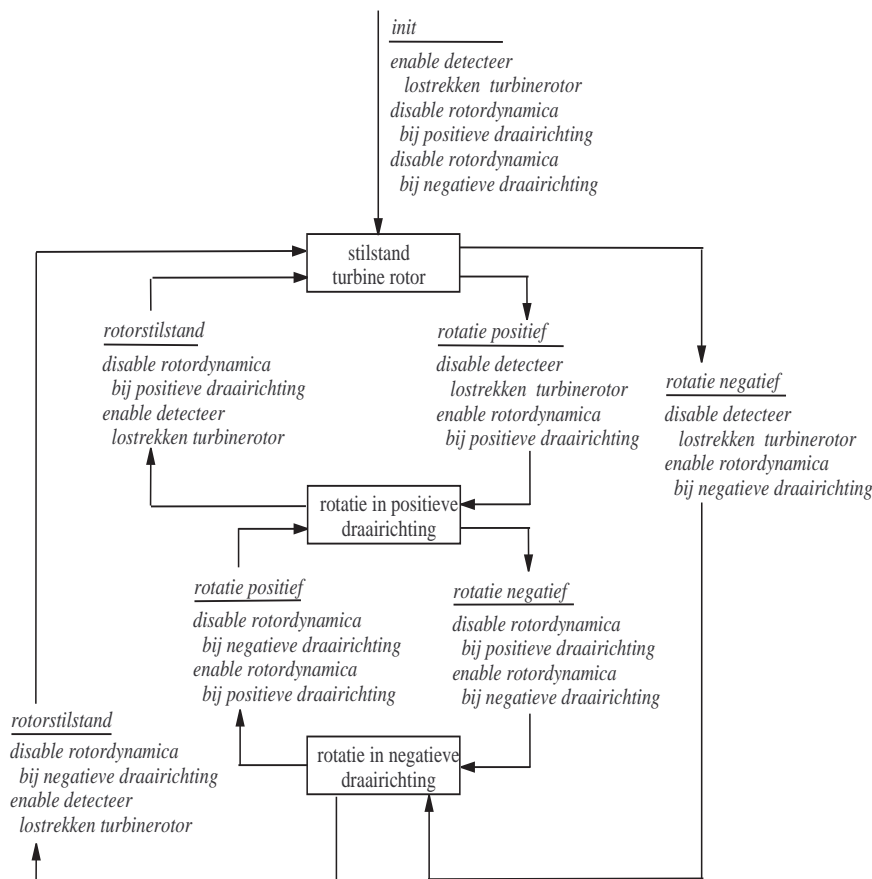 init
enable detecteer
lostrekken turbinerotor
disable rotordynamica
bij positieve draairichting
disable rotordynamica
bij negatieve draairichting
stilstand
turbine rotor
rotorstilstand
disable rotordynamica
bij positieve draairichting
enable detecteer
lostrekken turbinerotor
rotatie positief
disable detecteer
lostrekken turbinerotor
enable rotordynamica
bij positieve draairichting
rotatie negatief
disable detecteer
lostrekken turbinerotor
enable rotordynamica
bij negatieve draairichting
rotatie in positieve
draairichting
rotatie positief
disable rotordynamica
bij negatieve draairichting
enable rotordynamica
bij positieve draairichting
rotatie negatief
disable rotordynamica
bij positieve draairichting
enable rotordynamica
bij negatieve draairichting
rotorstilstand
disable rotordynamica
bij negatieve draairichting
enable detecteer
lostrekken turbinerotor
rotatie in negatieve
draairichting